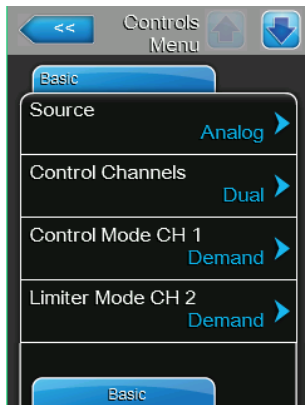 <<
Controls
Menu
Basic
Source
Analog
Control Channels
Dual
Control Mode CH 1
Demand
Limiter Mode CH 2
Demand
Basic